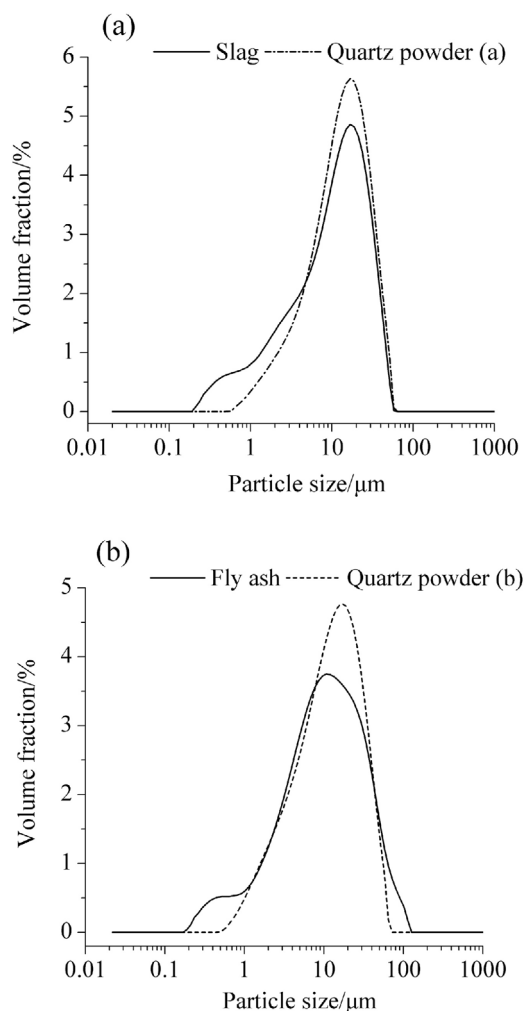 (a)
Slag Quartz powder (a)
6
5
4
3
2
1
0
Volume fraction/%
0.01 0.1 1 10 100 1000
Particle size/μm
(b)
Fly ash Quartz powder (b)
5
4
3
2
1
0
Volume fraction/%
0.01 0.1 1 10 100 1000
Particle size/μm